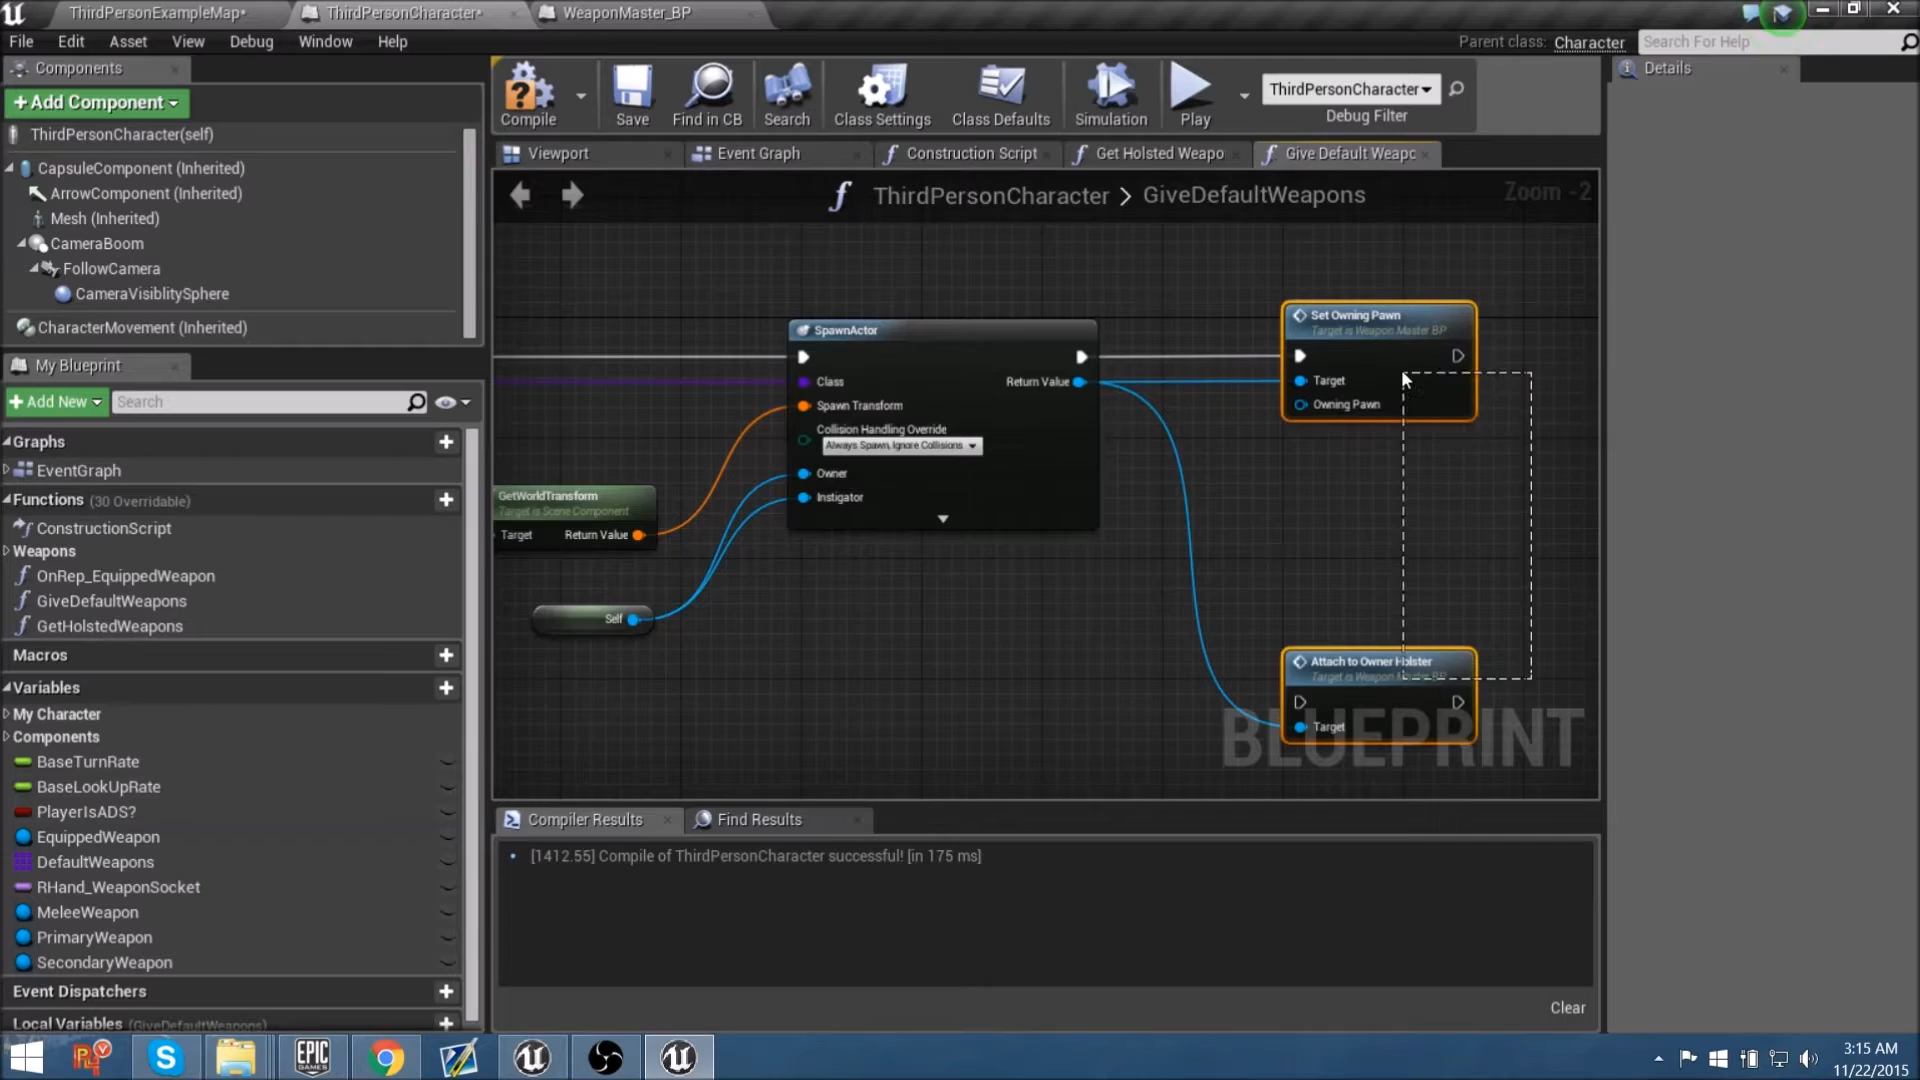 ThirdPersonExampleMap*
ThirdPersonCharacter*
WeaponMaster_BP
File Edit Asset View Debug Window Help
Parent class: Character
Search For Help
Components
Details
+Add Component
ThirdPersonCharacter(self)
CapsuleComponent (Inherited)
ArrowComponent (Inherited)
Mesh (Inherited)
CameraBoom
FollowCamera
CameraVisiblitySphere
CharacterMovement (Inherited)
My Blueprint
+Add New
Search
Graphs
EventGraph
Functions (30 Overridable)
ConstructionScript
Weapons
OnRep_EquippedWeapon
GiveDefaultWeapons
GetHolstedWeapons
Macros
Variables
My Character
Components
BaseTurnRate
BaseLookUpRate
PlayerIsADS?
EquippedWeapon
DefaultWeapons
RHand_WeaponSocket
MeleeWeapon
PrimaryWeapon
SecondaryWeapon
Event Dispatchers
Local Variables (GiveDefaultWeapons)
Compile
Save
Find in CB
Search
Class Settings
Class Defaults
Simulation
Play
ThirdPersonCharacter
Debug Filter
Viewport
Event Graph
Construction Script
Get Holsted Weapo
Give Default Weapc
ThirdPersonCharacter > GiveDefaultWeapons
Zoom -2
SpawnActor
Class
Return Value
Spawn Transform
Collision Handling Override
Always Spawn, Ignore Collisions
Owner
Instigator
GetWorldTransform
Target is Scene Component
Target
Return Value
Self
Set Owning Pawn
Target is Weapon Master BP
Target
Owning Pawn
Attach to Owner Holster
Target is Weapon Master BP
Target
BLUEPRINT
Compiler Results
Find Results
[1412.55] Compile of ThirdPersonCharacter successful! [in 175 ms]
Clear
EPIC
GAMES
3:15 AM
11/22/2015